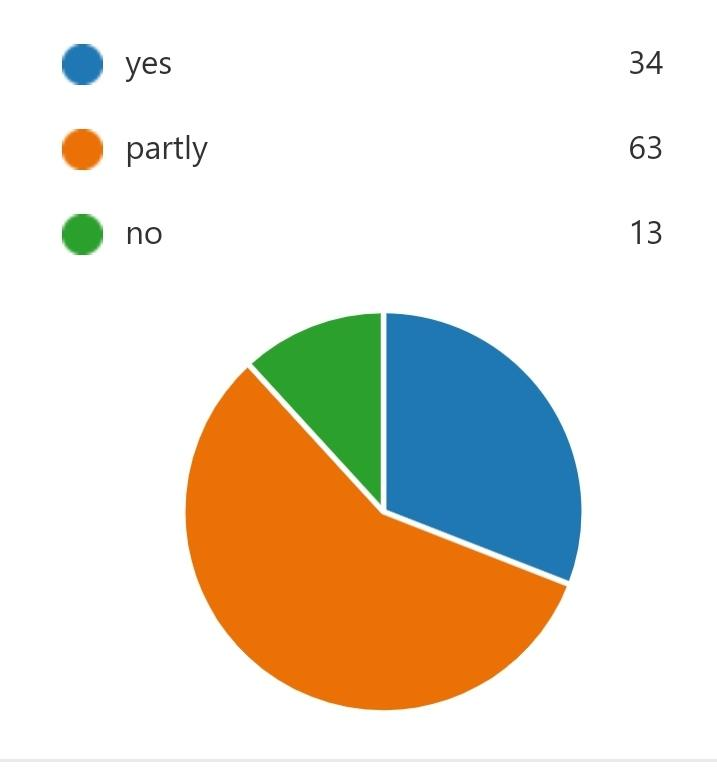 yes 34
partly 63
no 13